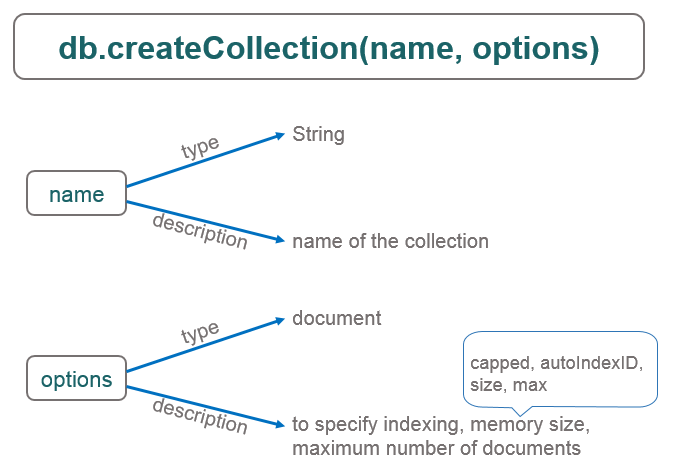 db.createCollection(name, options)
type
String
name
description
name of the collection
type
document
capped, autoIndexID,
size, max
options
description
to specify indexing, memory size,
maximum number of documents